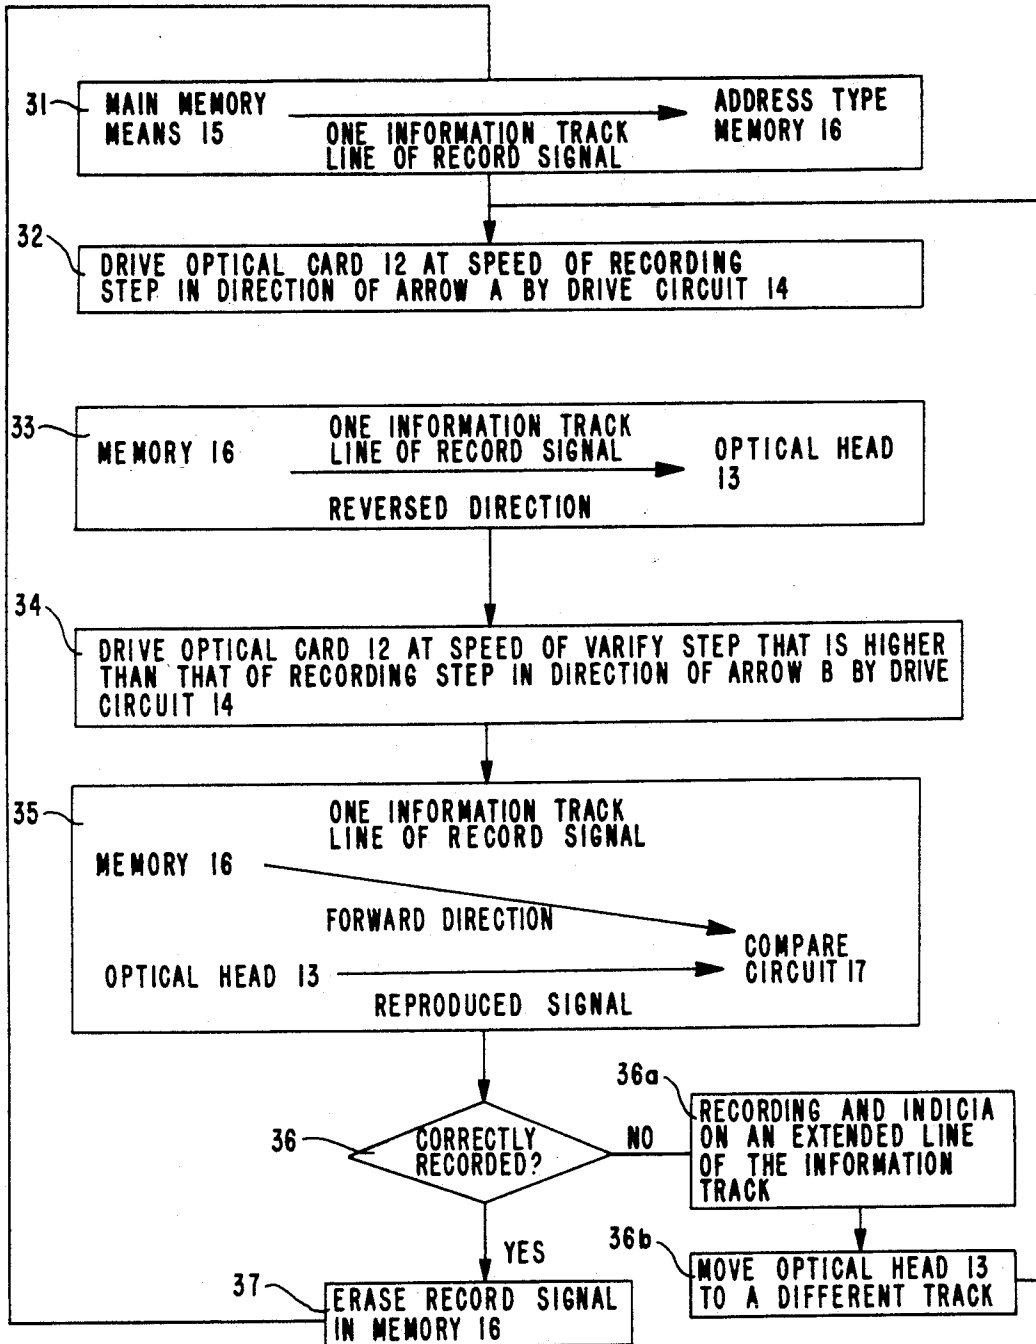 31
MAIN MEMORY
MEANS 15
ONE INFORMATION TRACK
LINE OF RECORD SIGNAL
ADDRESS TYPE
MEMORY 16
32
DRIVE OPTICAL CARD 12 AT SPEED OF RECORDING
STEP IN DIRECTION OF ARROW A BY DRIVE CIRCUIT 14
33
MEMORY 16
ONE INFORMATION TRACK
LINE OF RECORD SIGNAL
REVERSED DIRECTION
OPTICAL HEAD
13
34
DRIVE OPTICAL CARD 12 AT SPEED OF VARIFY STEP THAT IS HIGHER
THAN THAT OF RECORDING STEP IN DIRECTION OF ARROW B BY DRIVE
CIRCUIT 14
35
ONE INFORMATION TRACK
LINE OF RECORD SIGNAL
MEMORY 16
FORWARD DIRECTION
OPTICAL HEAD 13
REPRODUCED SIGNAL
COMPARE
CIRCUIT 17
36
CORRECTLY
RECORDED?
NO
36a
RECORDING AND INDICIA
ON AN EXTENDED LINE
OF THE INFORMATION
TRACK
36b
MOVE OPTICAL HEAD 13
TO A DIFFERENT TRACK
YES
37
ERASE RECORD SIGNAL
IN MEMORY 16